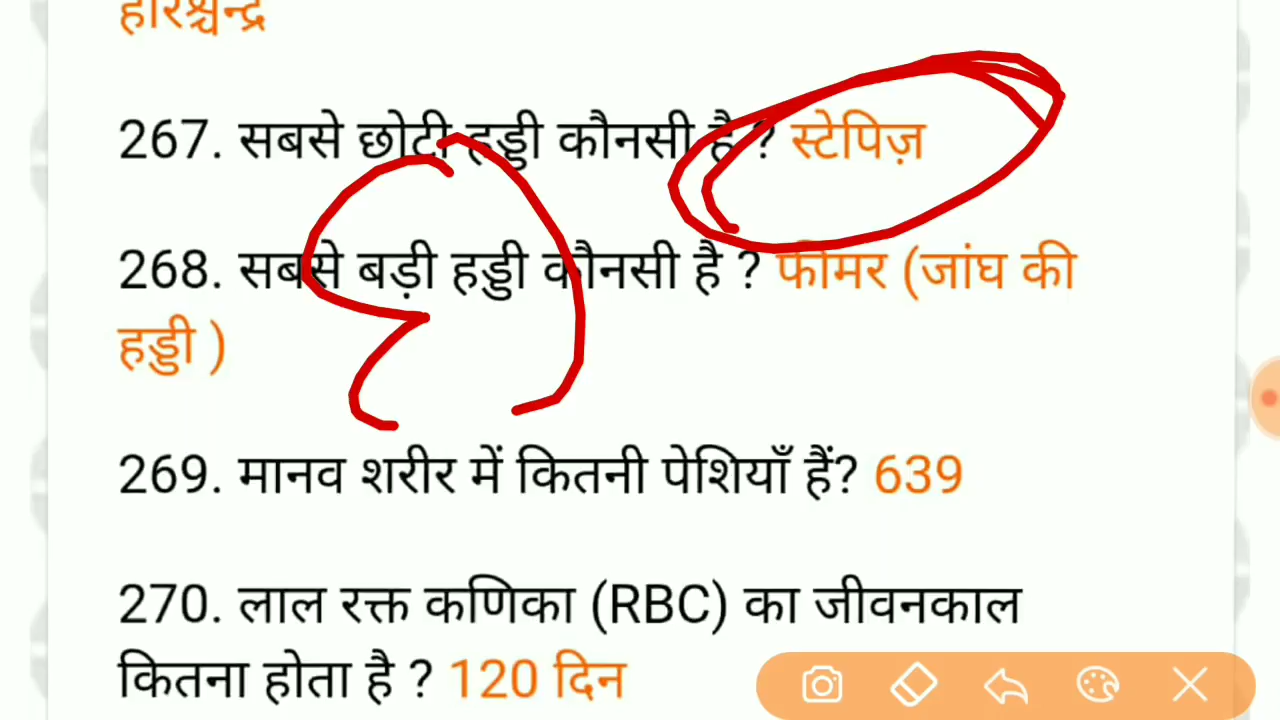 हरिश्चन्द्र
267. सबसे छोटी हड्डी कौनसी है ? स्टेपिज़
268. सबसे बड़ी हड्डी कौनसी है ? फीमर (जांघ की
हड्डी )
269. मानव शरीर में कितनी पेशियाँ हैं? 639
270. लाल रक्त कणिका (RBC) का जीवनकाल
कितना होता है ? 120 दिन